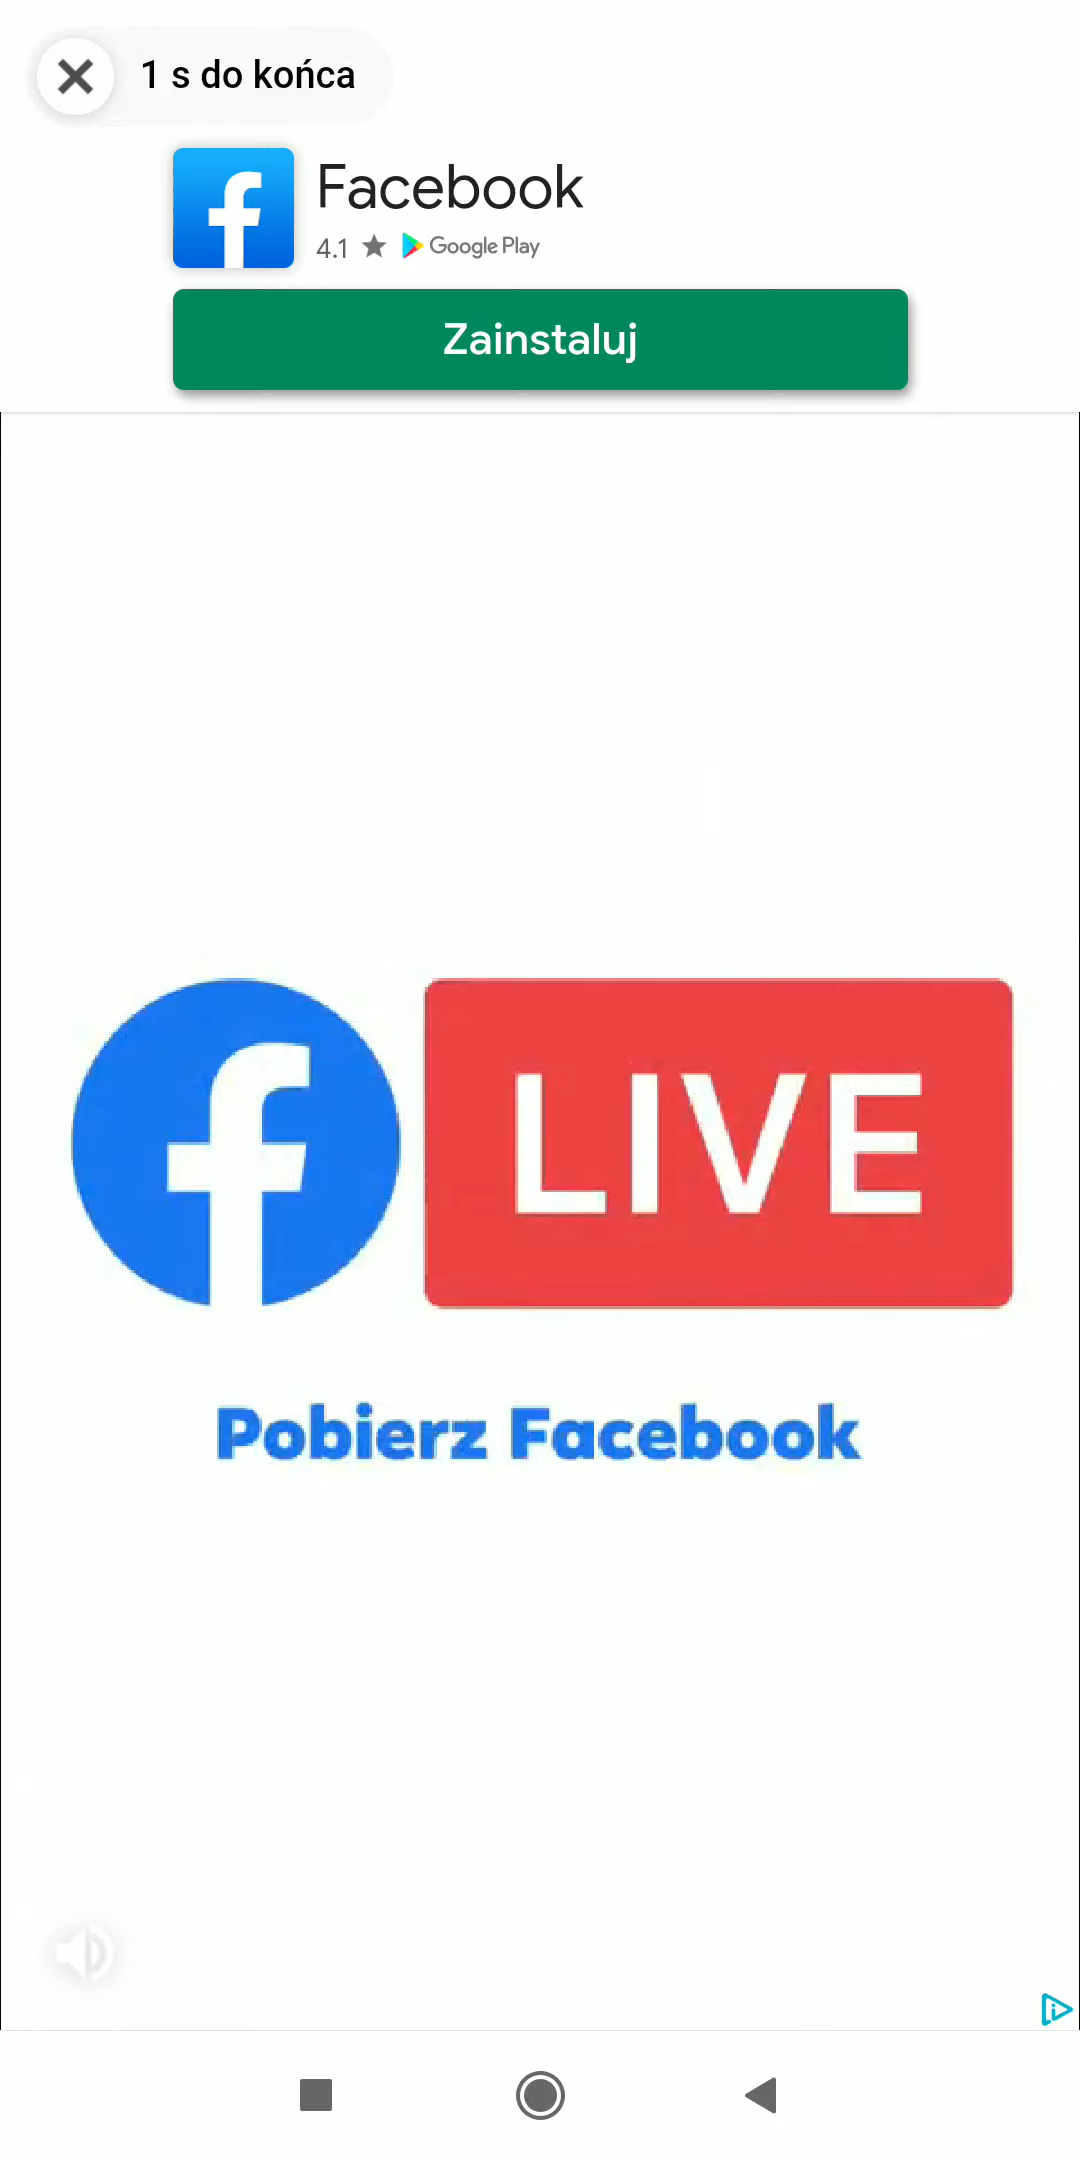 1 s do końca
Facebook
4.1 ★ Google Play
Zainstaluj
LIVE
Pobierz Facebook